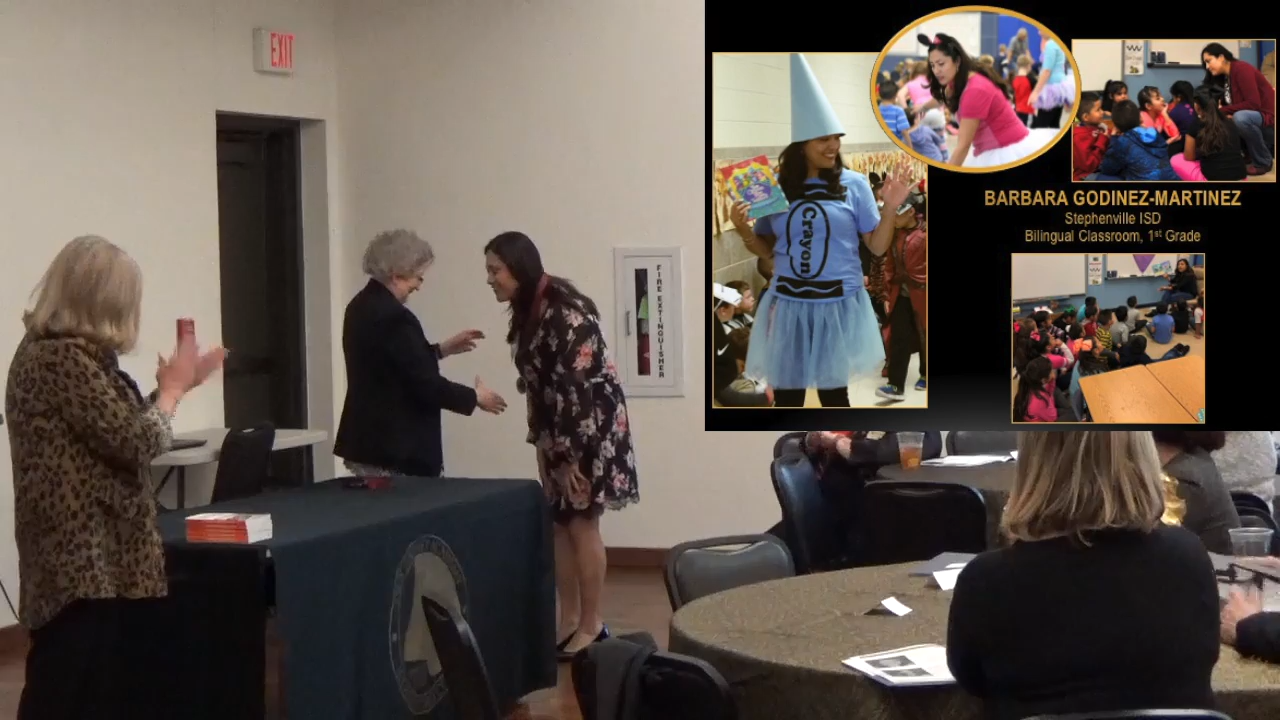 EXIT
FIRE EXTINGUISHER
Crayon
BARBARA GODINEZ-MARTINEZ
Stephenville ISD
Bilingual Classroom, 1st Grade